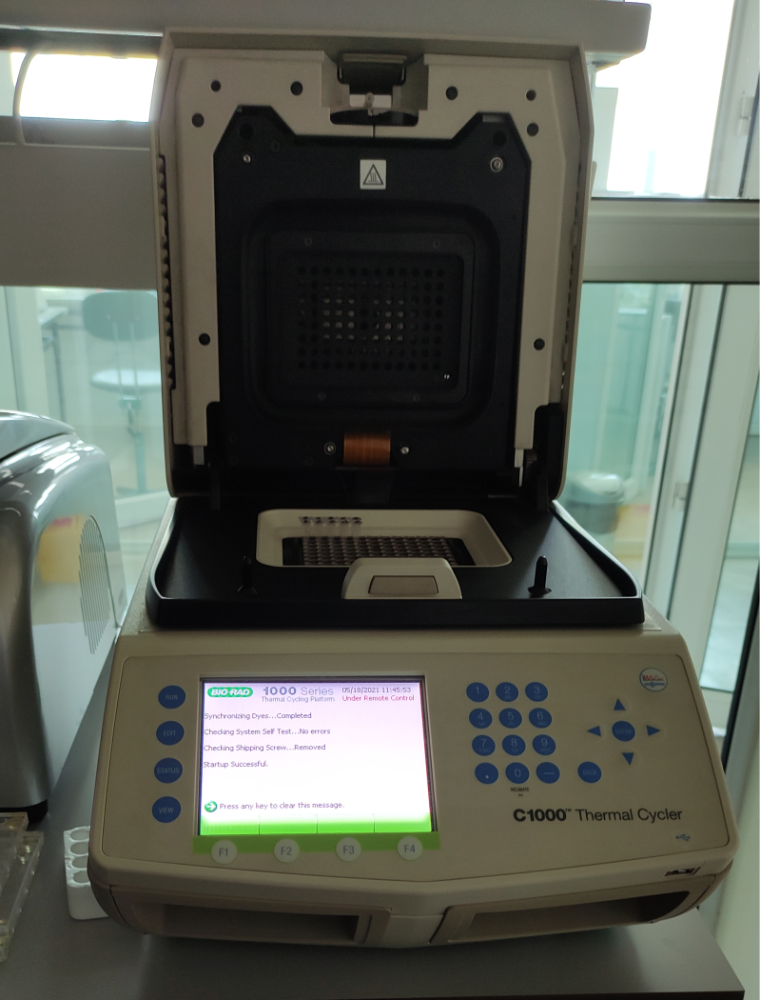 BIO-RAD
1000 Series
Thermal Cycling Platform
05/18/2021 11:45:53
Under Remote Control
Synchronizing Dyes...Completed
Checking System Self Test...No errors
Checking Shipping Screw...Removed
Startup Successful.
Press any key to clear this message.
F1 F2 F3 F4
RUN
EDIT
STATUS
VIEW
1 2 3
4 5 6
7 8 9
. 0 —
INCUBATE
BACK
C1000™ Thermal Cycler